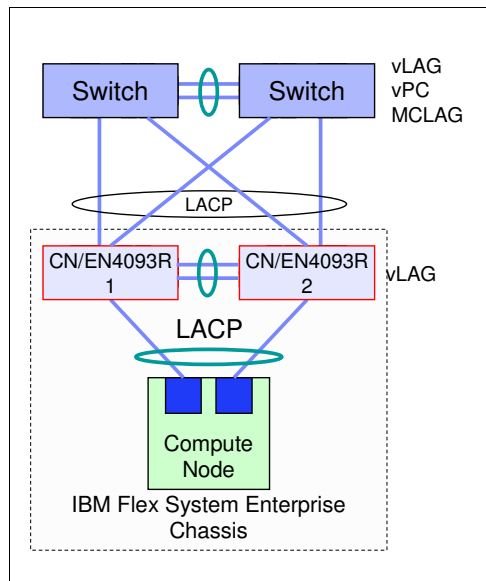 Switch
Switch
vLAG
vPC
MCLAG
LACP
CN/EN4093R
1
CN/EN4093R
2
vLAG
LACP
Compute
Node
IBM Flex System Enterprise
Chassis